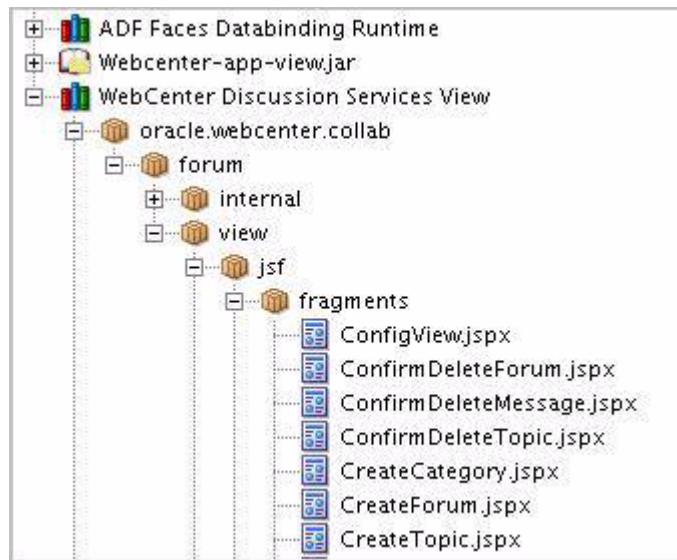 ADF Faces Databinding Runtime
Webcenter-app-view.jar
WebCenter Discussion Services View
oracle.webcenter.collab
forum
internal
view
jsf
fragments
ConfigView.jspx
ConfirmDeleteForum.jspx
ConfirmDeleteMessage.jspx
ConfirmDeleteTopic.jspx
CreateCategory.jspx
CreateForum.jspx
CreateTopic.jspx